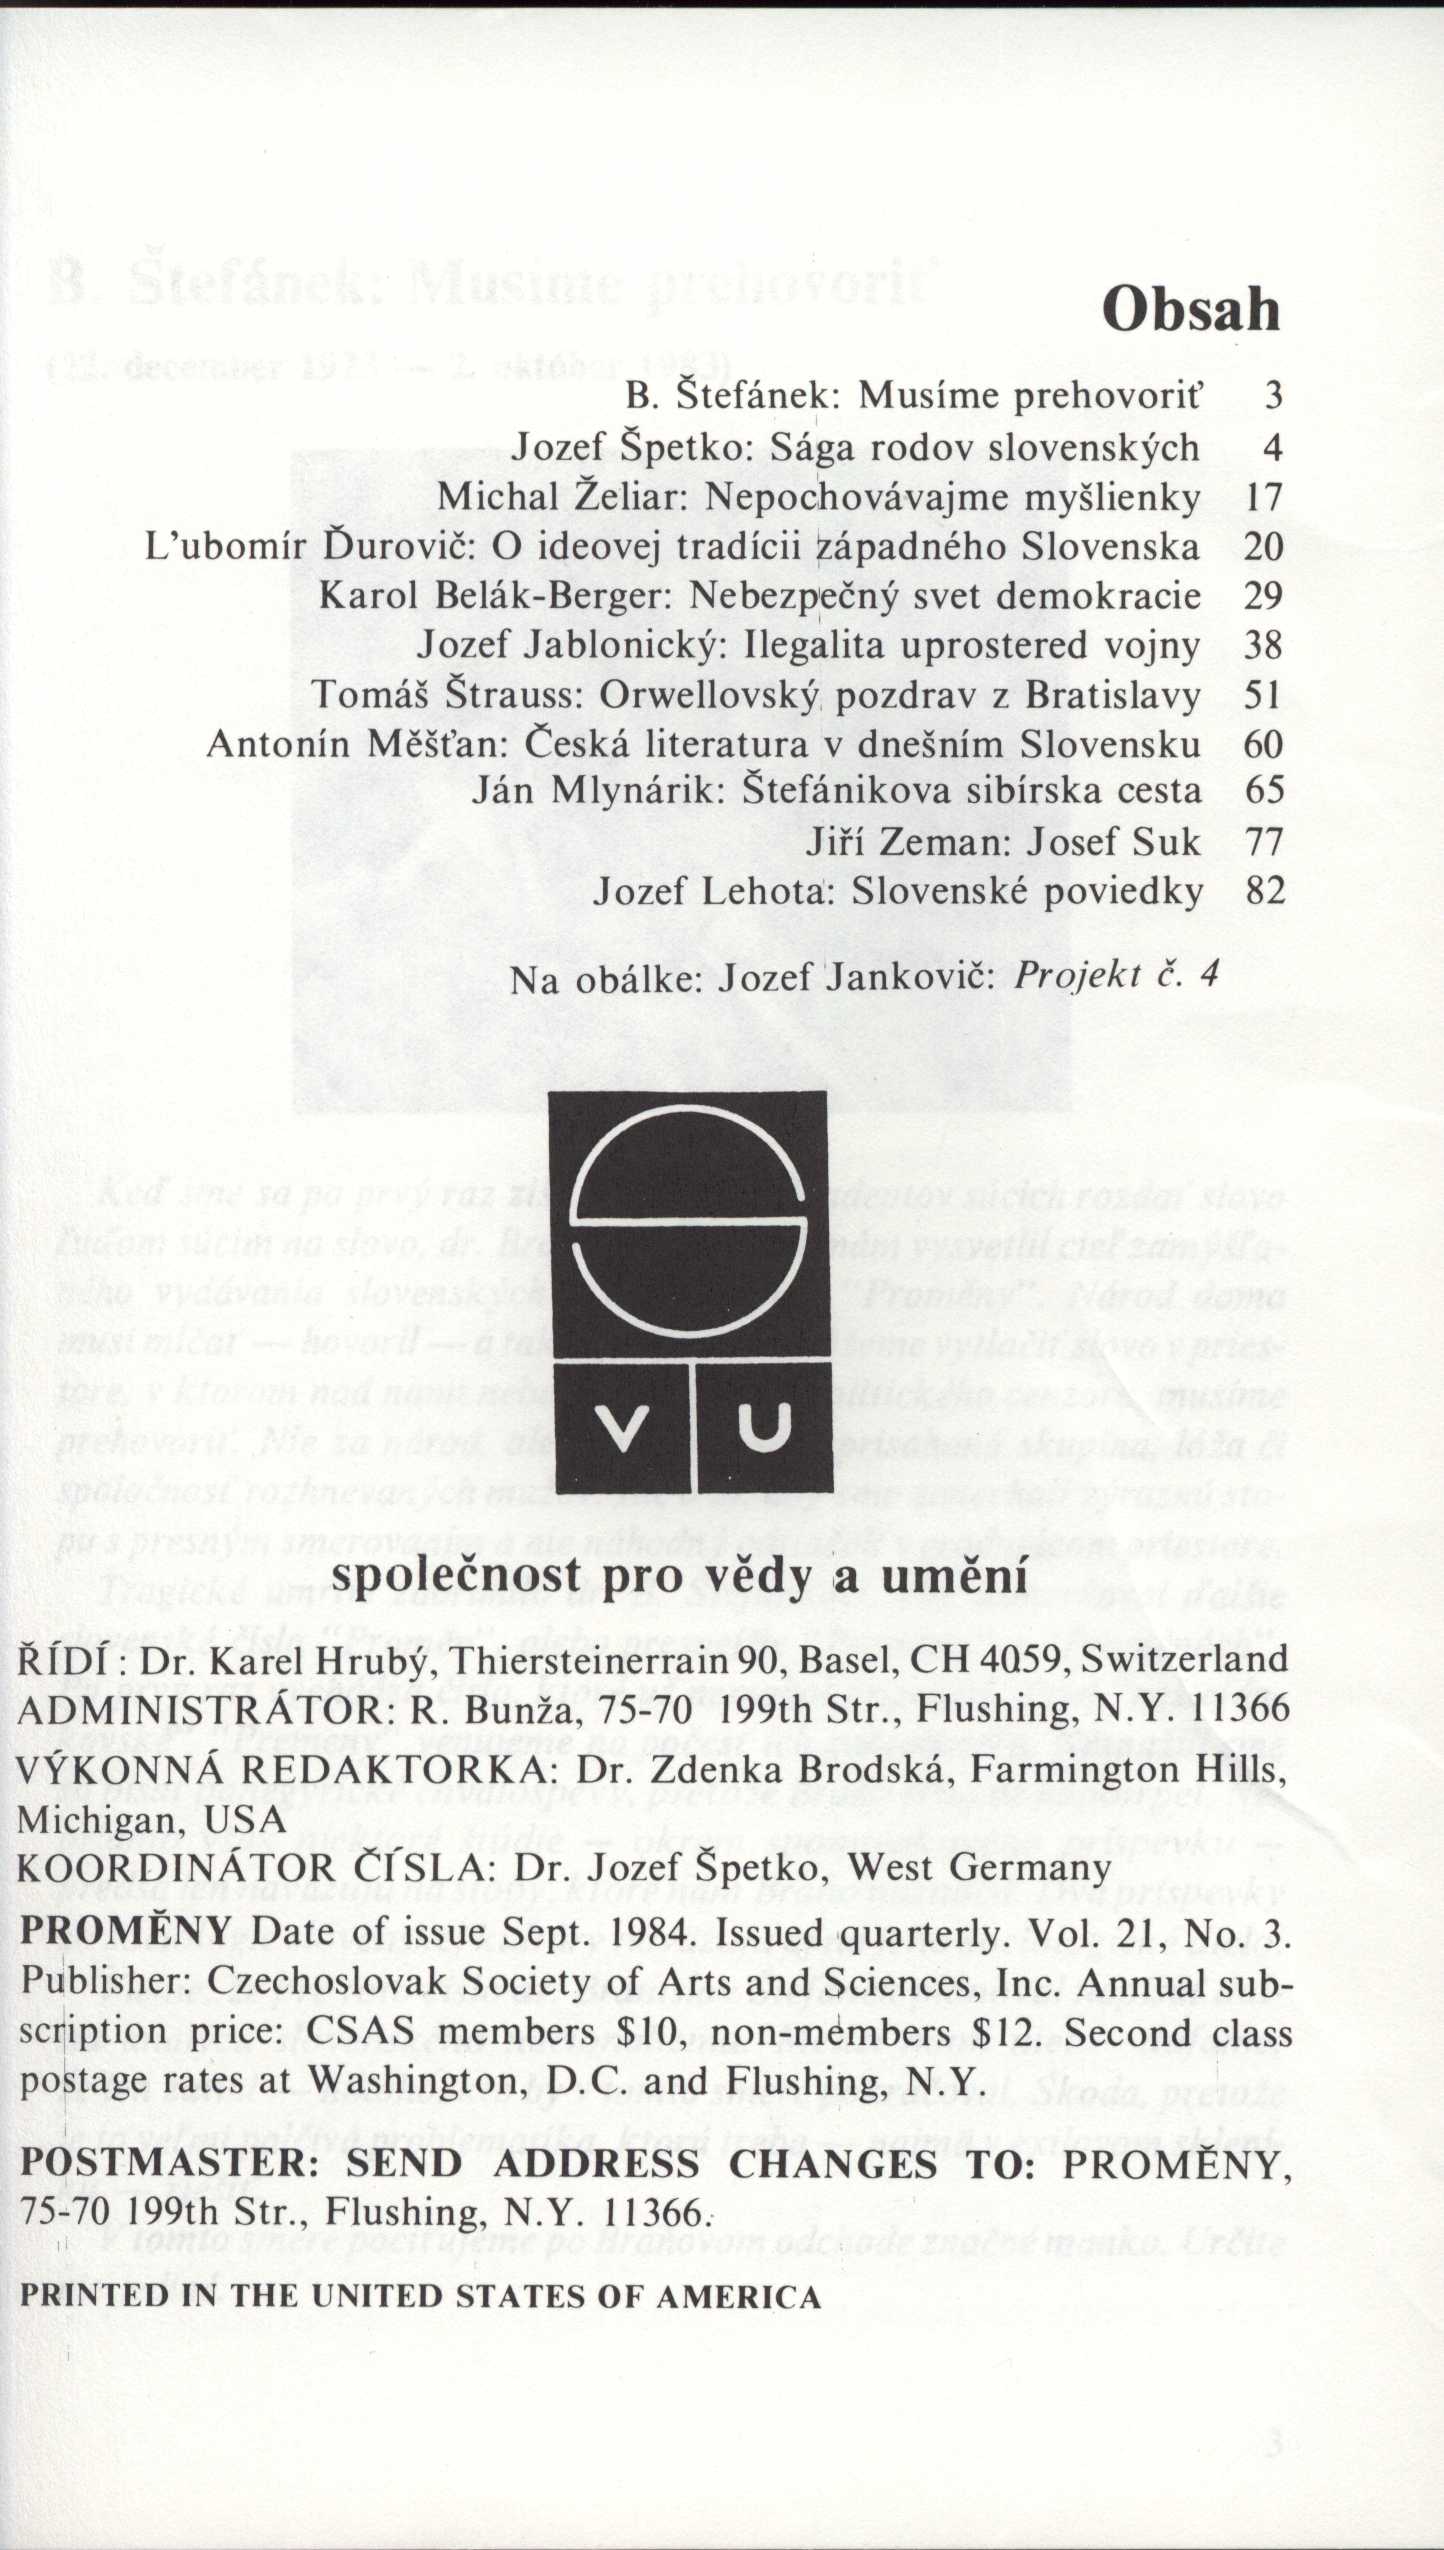 Obsah
B. Štefánek: Musíme prehovoriť 3
Jozef Špetko: Sága rodov slovenských 4
Michal Želiar: Nepochovávajme myšlienky 17
L'ubomír Ďurovič: O ideovej tradícii západného Slovenska 20
Karol Belák-Berger: Nebezpečný svet demokracie 29
Jozef Jablonický: Ilegalita uprostered vojny 38
Tomáš Štrauss: Orwellovský pozdrav z Bratislavy 51
Antonín Měšťan: Česká literatura v dnešním Slovensku 60
Ján Mlynárik: Štefánikova sibírska cesta 65
Jiří Zeman: Josef Suk 77
Jozef Lehota: Slovenské poviedky 82
Na obálke: Jozef Jankovič: Projekt č. 4
V U
společnost pro vědy a umění
ŘÍDÍ : Dr. Karel Hrubý, Thiersteinerrain 90, Basel, CH 4059, Switzerland
ADMINISTRÁTOR: R. Bunža, 75-70 199th Str., Flushing, N.Y. 11366
VÝKONNÁ REDAKTORKA: Dr. Zdenka Brodská, Farmington Hills,
Michigan, USA
KOORDINÁTOR ČÍSLA: Dr. Jozef Špetko, West Germany
PROMĚNY Date of issue Sept. 1984. Issued quarterly. Vol. 21, No. 3.
Publisher: Czechoslovak Society of Arts and Sciences, Inc. Annual sub-
scription price: CSAS members $10, non-members $12. Second class
postage rates at Washington, D.C. and Flushing, N.Y.
POSTMASTER: SEND ADDRESS CHANGES TO: PROMĚNY,
75-70 199th Str., Flushing, N.Y. 11366.
PRINTED IN THE UNITED STATES OF AMERICA